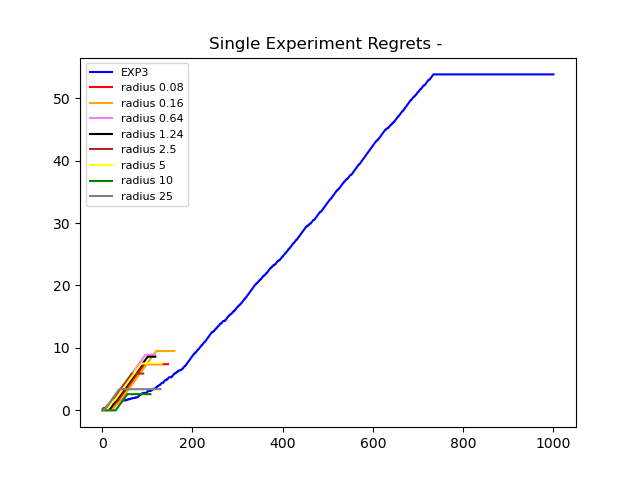 Single Experiment Regrets -
EXP3
radius 0.08
radius 0.16
radius 0.64
radius 1.24
radius 2.5
radius 5
radius 10
radius 25
50
40
30
20
10
0
0 200 400 600 800 1000